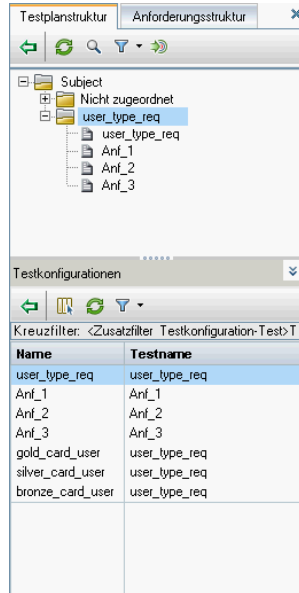 Testplanstruktur Anforderungsstruktur
Subject
Nicht zugeordnet
user_type_req
user_type_req
Anf_1
Anf_2
Anf_3
Testkonfigurationen
Kreuzfilter: <Zusatzfilter Testkonfiguration-Test>T
Name Testname
user_type_req user_type_req
Anf_1 Anf_1
Anf_2 Anf_2
Anf_3 Anf_3
gold_card_user user_type_req
silver_card_user user_type_req
bronze_card_user user_type_req